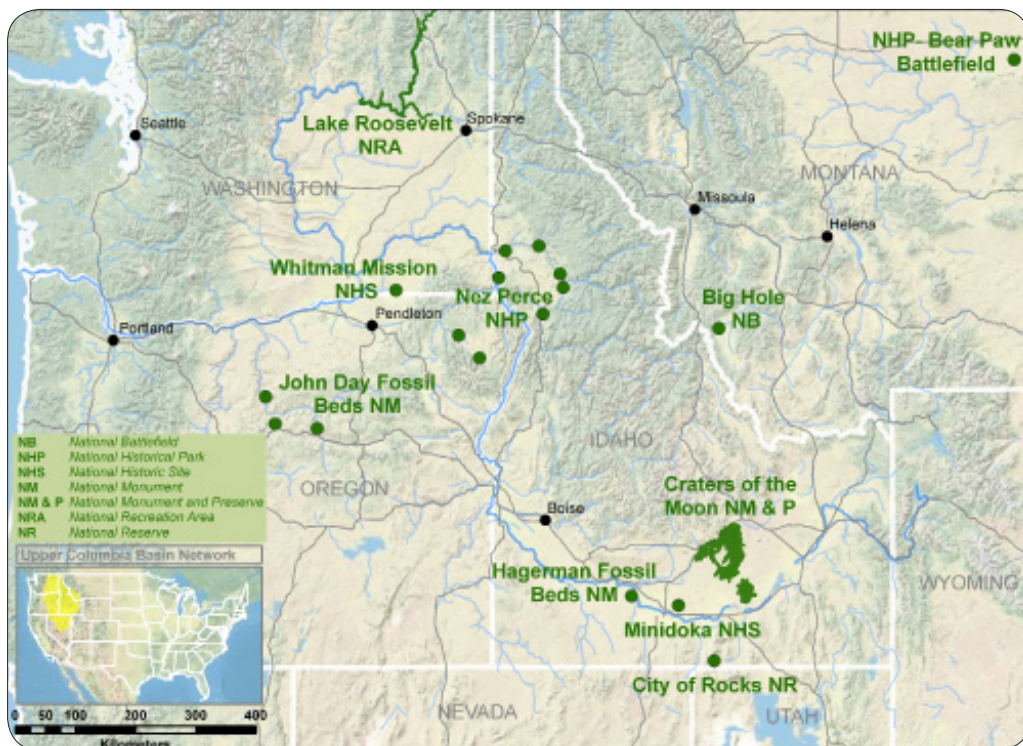 NHP- Bear Paw
Battlefield
Seattle
Lake Roosevelt
NRA
Spokane
WASHINGTON
MONTANA
Missoula
Helena
Whitman Mission
NHS
Nez Perce
NHP
Big Hole
NB
Pendleton
Portland
John Day Fossil
Beds NM
IDAHO
OREGON
Craters of the
Moon NM & P
Boise
Hagerman Fossil
Beds NM
WYOMING
Minidoka NHS
City of Rocks NR
NEVADA
UTAH
NB National Battlefield
NHP National Historical Park
NHS National Historic Site
NM National Monument
NM & P National Monument and Preserve
NRA National Recreation Area
NR National Reserve
Upper Columbia Basin Network
0 50 100 200 300 400
Kilometers